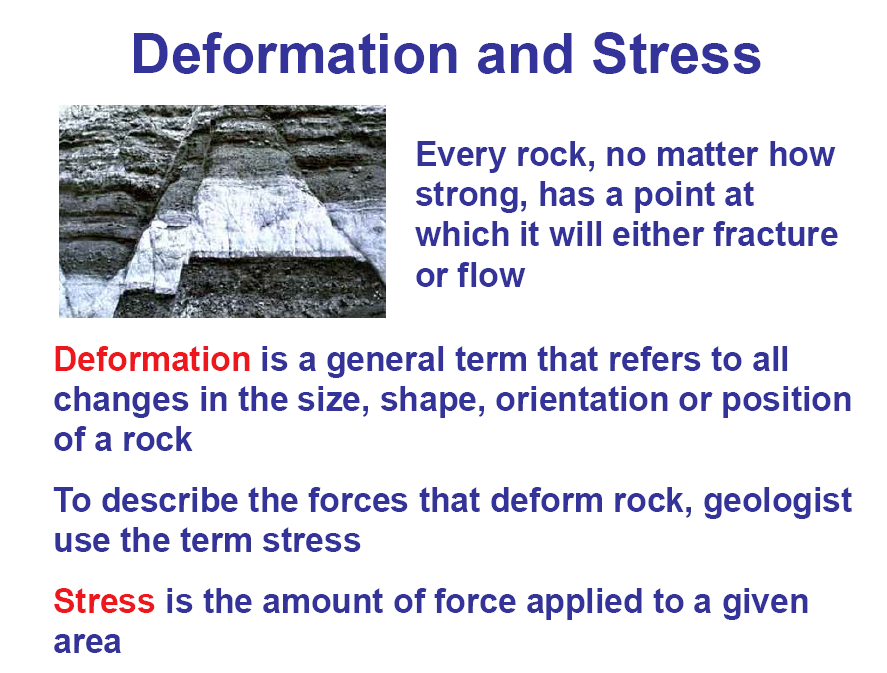 Deformation and Stress
Every rock, no matter how
strong, has a point at
which it will either fracture
or flow
Deformation is a general term that refers to all
changes in the size, shape, orientation or position
of a rock
To describe the forces that deform rock, geologist
use the term stress
Stress is the amount of force applied to a given
area